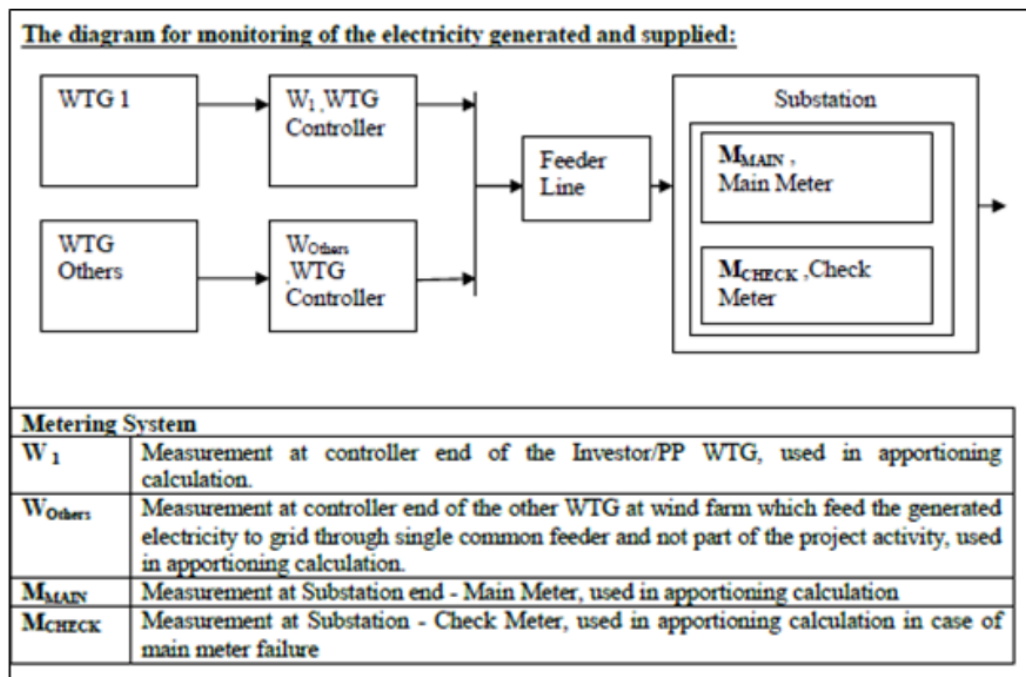 The diagram for monitoring of the electricity generated and supplied:
WTG 1
W1 ,WTG
Controller
WTG
Others
WOthers
,WTG
Controller
Feeder
Line
Substation
MMAIN ,
Main Meter
MCHECK ,Check
Meter
Metering System
W 1
Measurement at controller end of the Investor/PP WTG, used in apportioning
calculation.
WOthers
Measurement at controller end of the other WTG at wind farm which feed the generated
electricity to grid through single common feeder and not part of the project activity, used
in apportioning calculation.
MMAIN
Measurement at Substation end - Main Meter, used in apportioning calculation
MCHECK
Measurement at Substation - Check Meter, used in apportioning calculation in case of
main meter failure